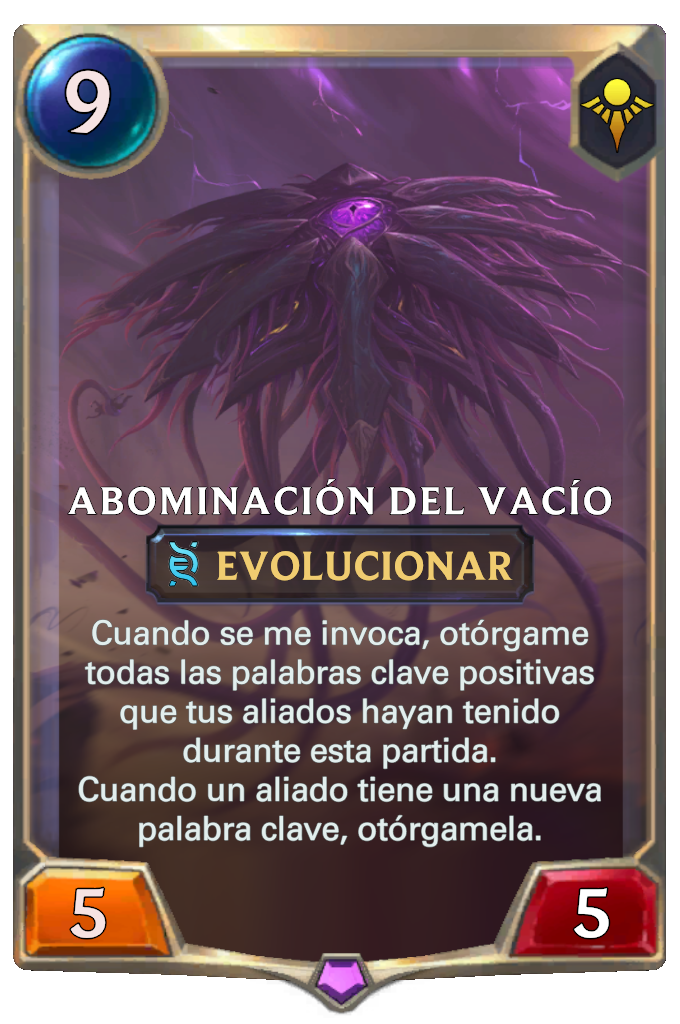 9
ABOMINACIÓN DEL VACÍO
EVOLUCIONAR
Cuando se me invoca, otórgame
todas las palabras clave positivas
que tus aliados hayan tenido
durante esta partida.
Cuando un aliado tiene una nueva
palabra clave, otórgamela.
5
5